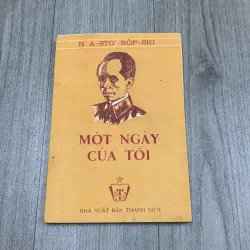 N. A-STƠ-RỐP-SKI
MỘT NGÀY
CỦA TÔI
NHÀ XUẤT BẢN THANH NIÊN